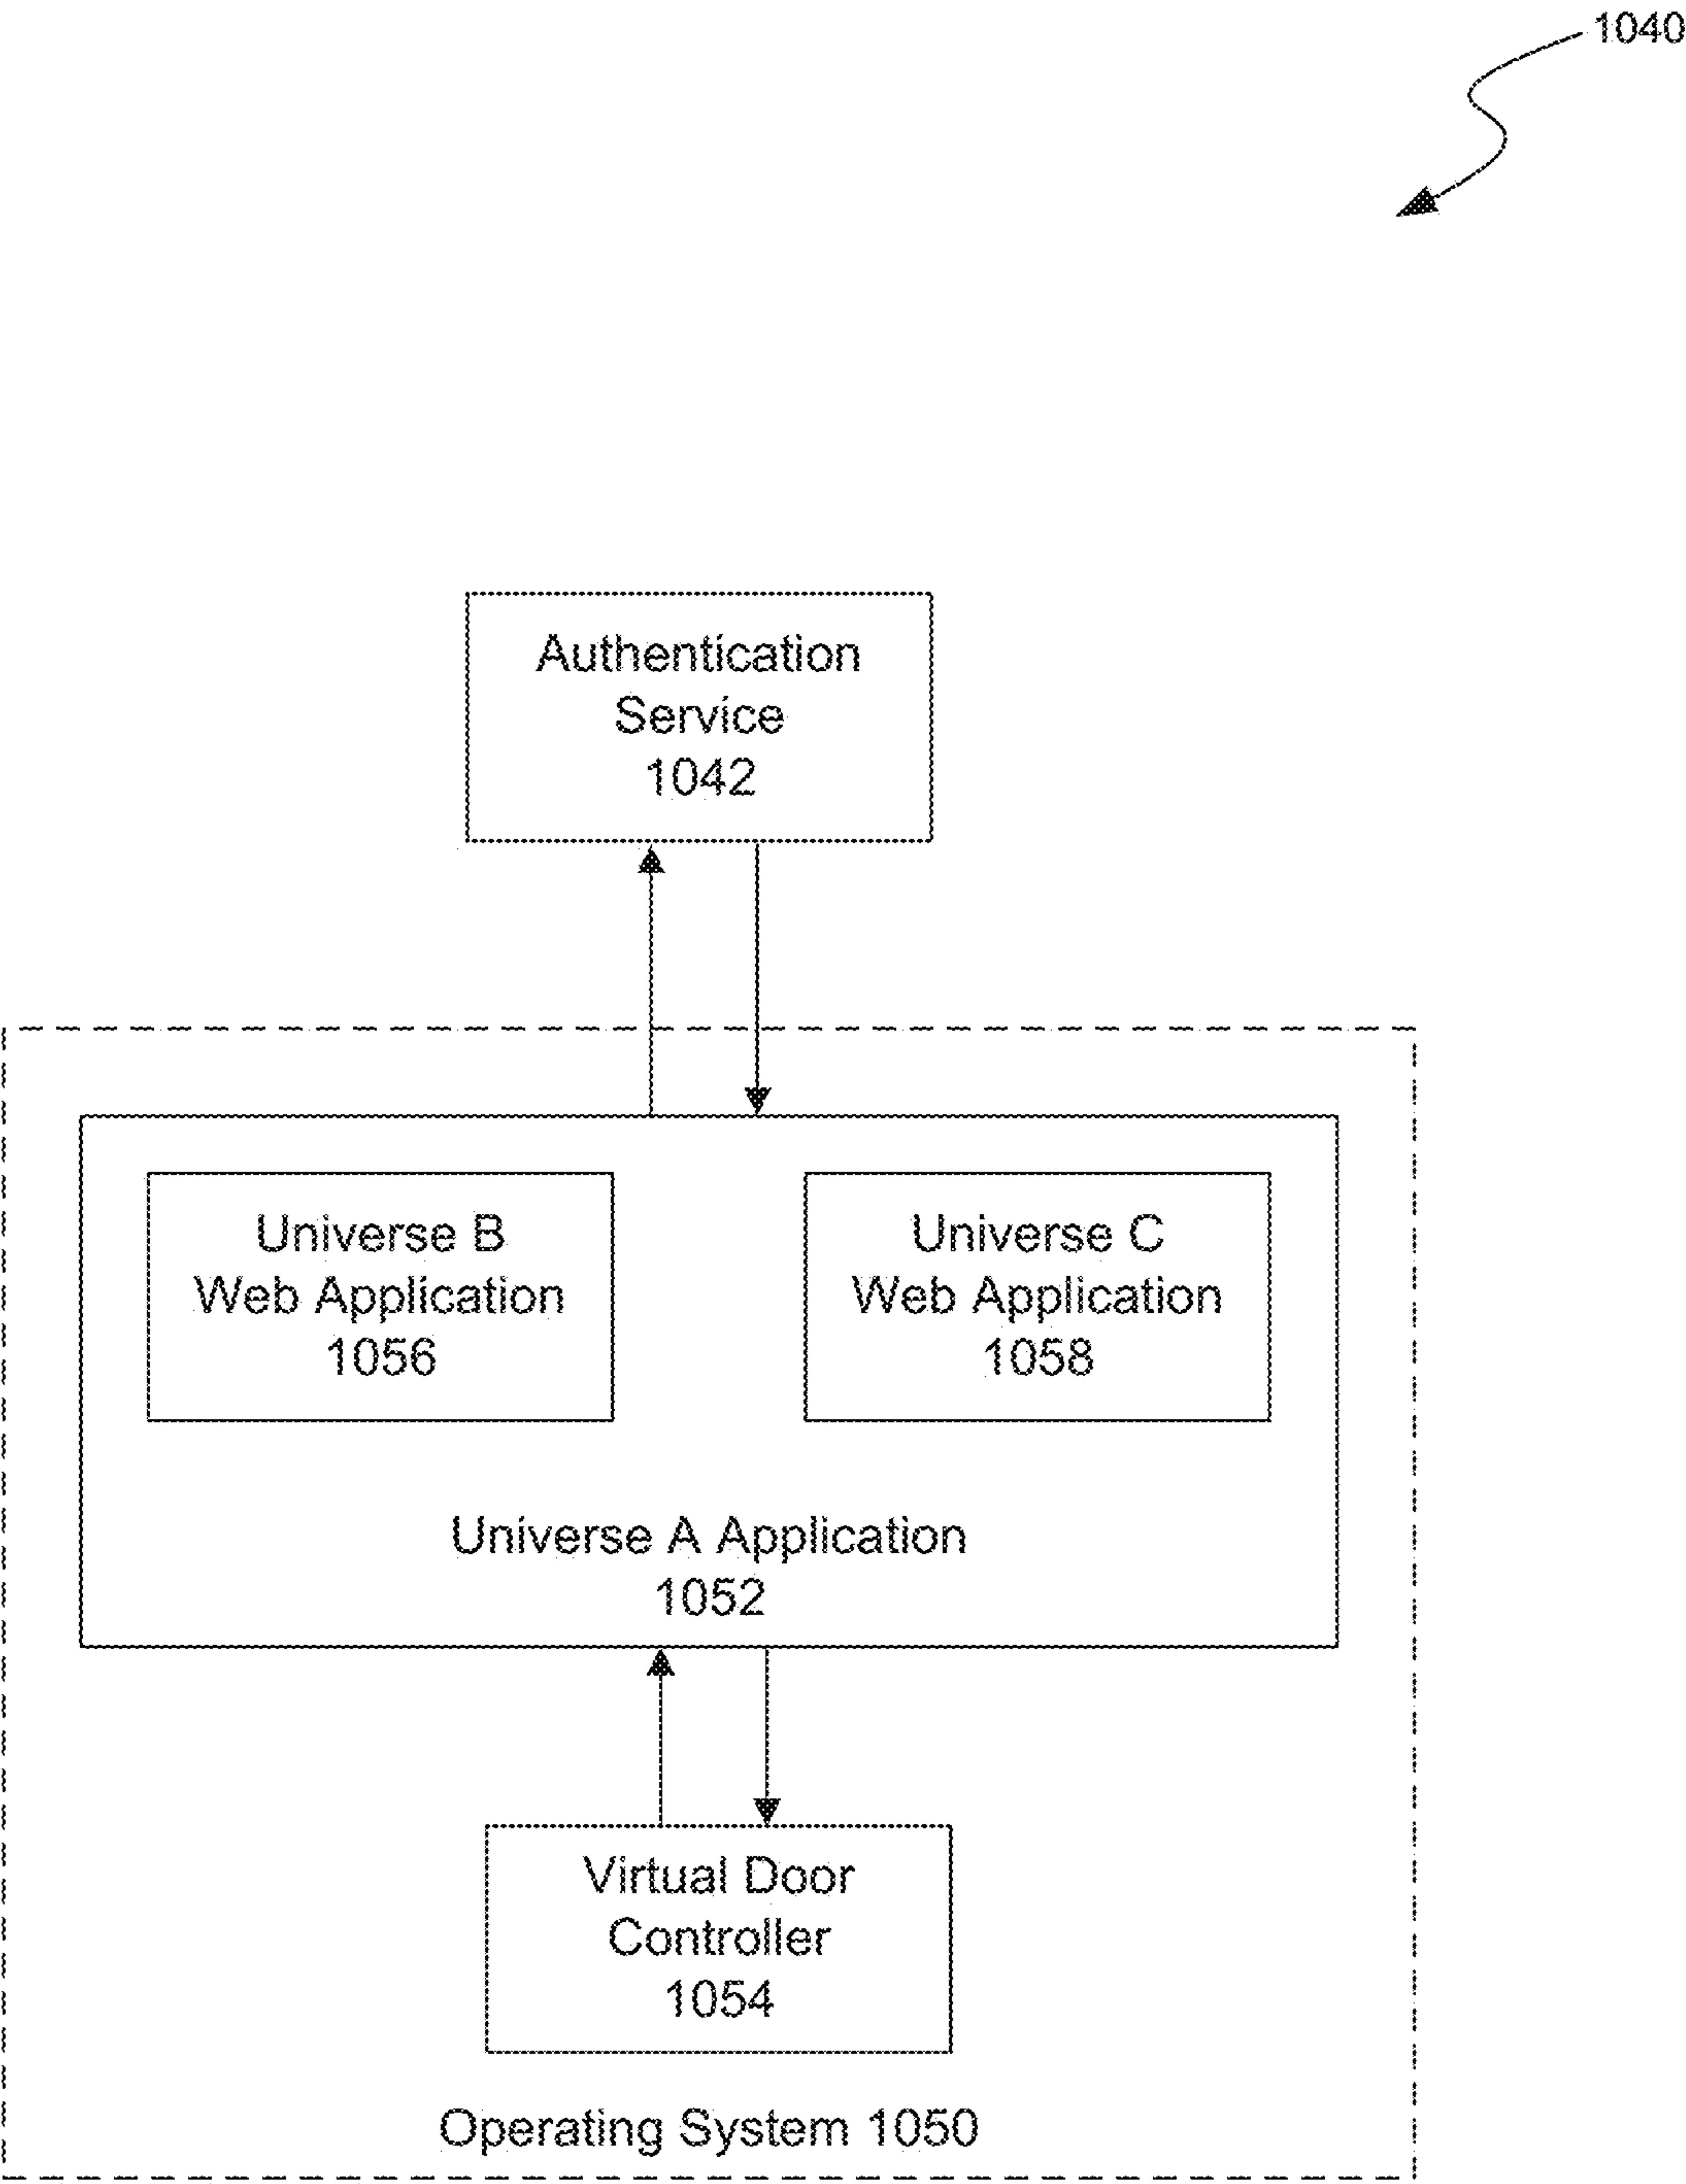 1040
Authentication
Service
1042
Universe B
Web Application
1056
Universe C
Web Application
1058
Universe A Application
1052
Virtual Door
Controller
1054
Operating System 1050